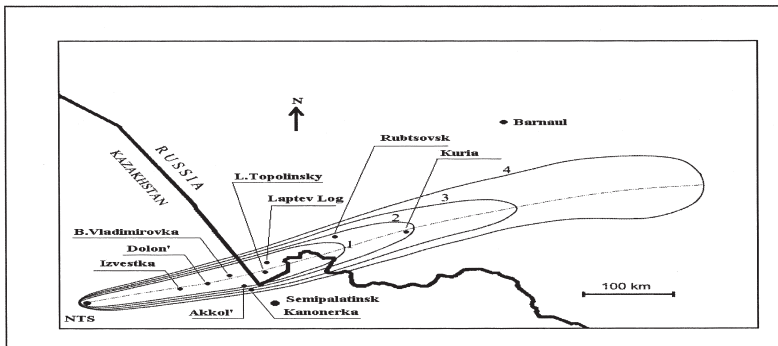 N
Barnaul
Rubtsovsk
Kuria
RUSSIA
KAZAKHSTAN
L.Topolinsky
4
Laptev Log
3
2
B.Vladimirovka
1
Dolon'
Izvestka
NTS
Akkol'
Semipalatinsk
Kanonerka
100 km